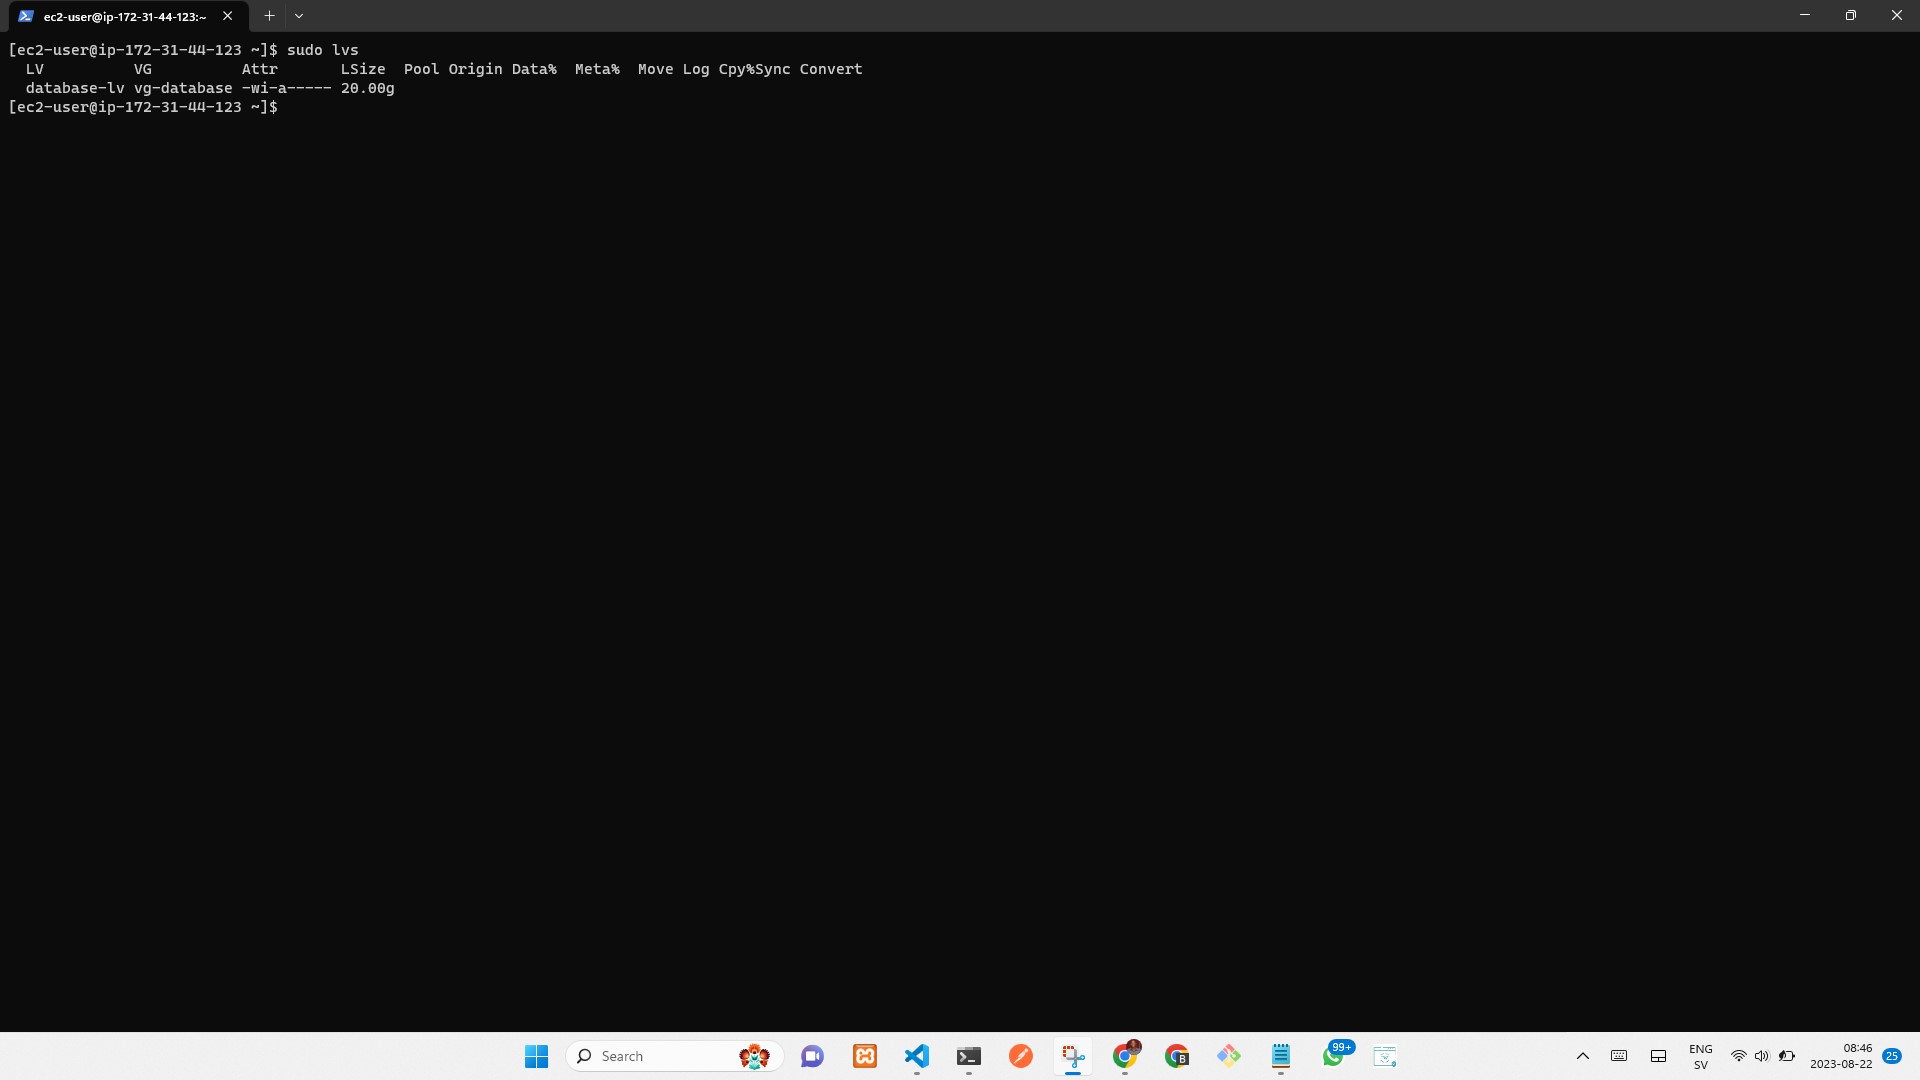 ec2-user@ip-172-31-44-123:~
[ec2-user@ip-172-31-44-123 ~]$ sudo lvs
  LV          VG          Attr       LSize  Pool Origin Data%  Meta%  Move Log Cpy%Sync Convert
  database-lv vg-database -wi-a----- 20.00g
[ec2-user@ip-172-31-44-123 ~]$
Search
B
99+
ENG
SV
08:46
2023-08-22
25